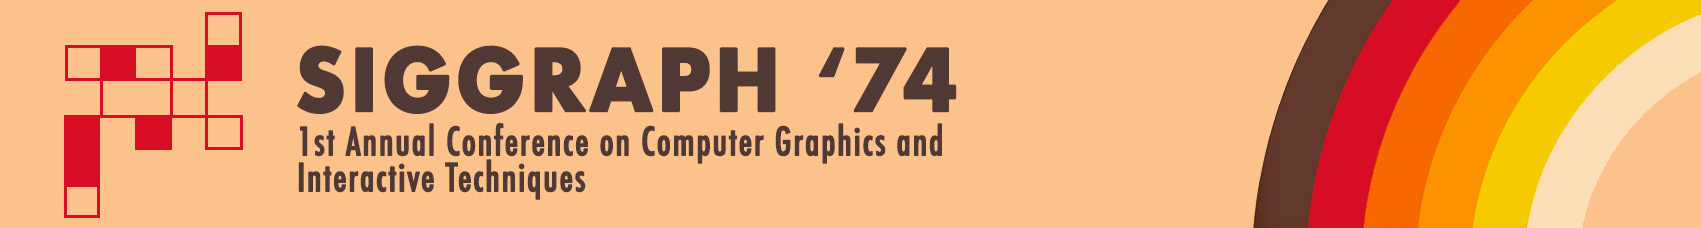 SIGGRAPH ‘74
1st Annual Conference on Computer Graphics and
Interactive Techniques